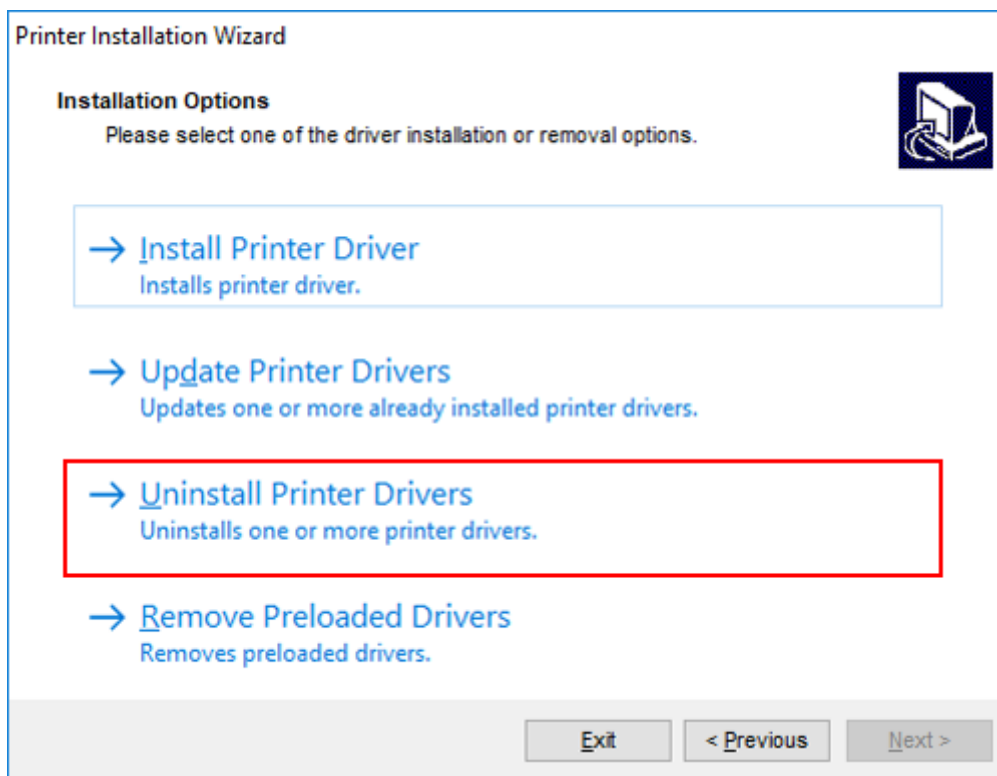 Printer Installation Wizard
Installation Options
Please select one of the driver installation or removal options.
Install Printer Driver
Installs printer driver.
Update Printer Drivers
Updates one or more already installed printer drivers.
Uninstall Printer Drivers
Uninstalls one or more printer drivers.
Remove Preloaded Drivers
Removes preloaded drivers.
Exit < Previous Next >